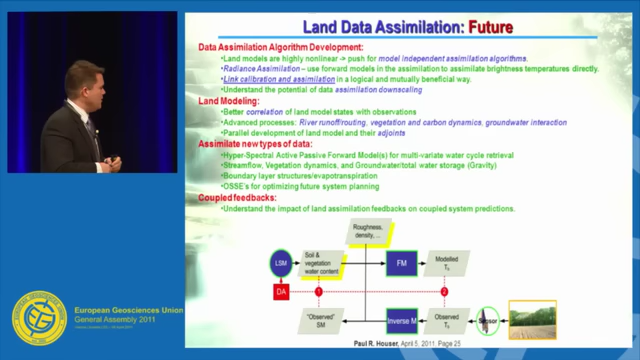 Land Data Assimilation: Future
Data Assimilation Algorithm Development:
•Land models are highly nonlinear -> push for model independent assimilation algorithms.
•Radiance Assimilation – use forward models in the assimilation to assimilate brightness temperatures directly.
•Link calibration and assimilation in a logical and mutually beneficial way.
•Understand the potential of data assimilation downscaling
Land Modeling:
•Better correlation of land model states with observations
•Advanced processes: River runoff/routing, vegetation and carbon dynamics, groundwater interaction
•Parallel development of land model and their adjoints
Assimilate new types of data:
•Hyper-Spectral Active Passive Forward Model(s) for multi-variate water cycle retrieval
•Streamflow, Vegetation dynamics, and Groundwater/total water storage (Gravity)
•Boundary layer structures/evapotranspiration
•OSSE's for optimizing future system planning
Coupled feedbacks:
•Understand the impact of land assimilation feedbacks on coupled system predictions.
Roughness,
density, ...
LSM
Soil &
vegetation
water content
FM
Modelled
DA
1
2
"Observed"
SM
Inverse M
Observed
Sensor
Paul R. Houser, April 5, 2011, Page 25
European Geosciences Union
General Assembly 2011